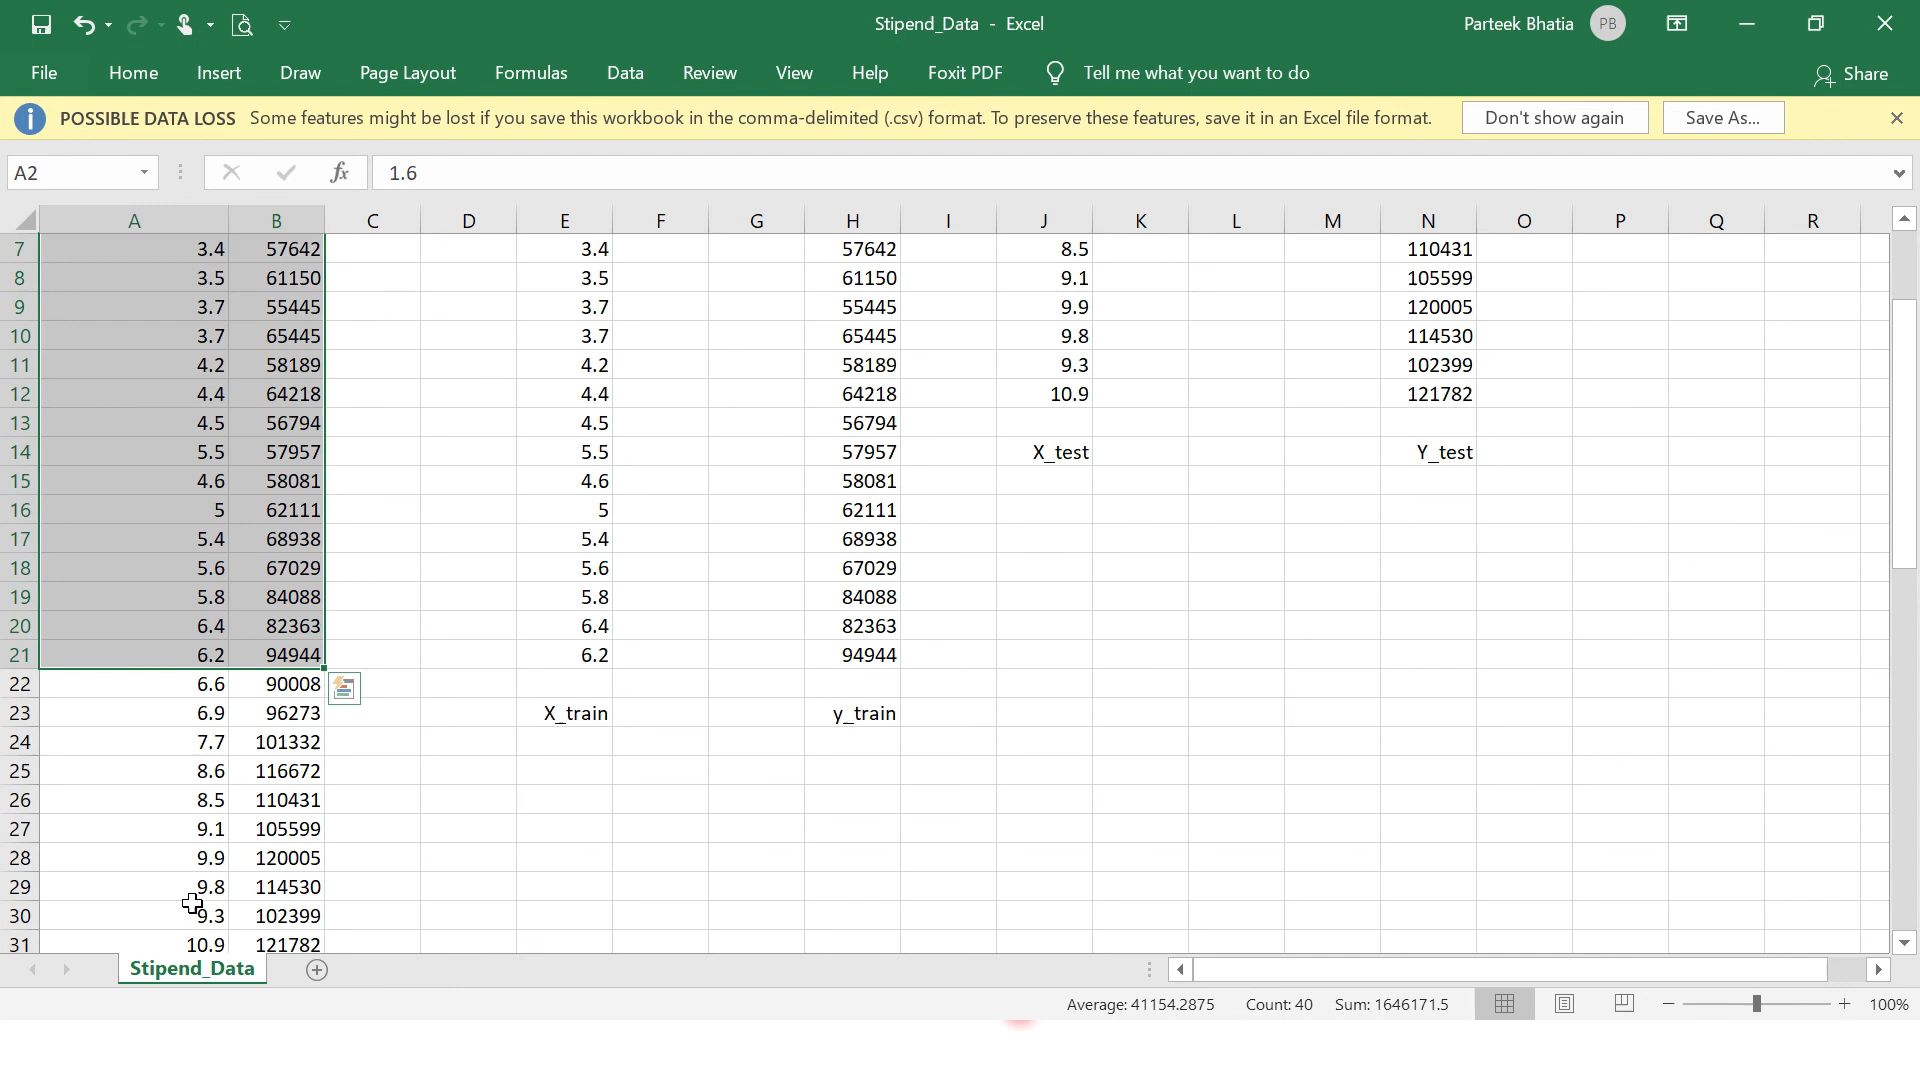 Stipend_Data - Excel
Parteek Bhatia PB
File Home Insert Draw Page Layout Formulas Data Review View Help Foxit PDF Tell me what you want to do Share
POSSIBLE DATA LOSS Some features might be lost if you save this workbook in the comma-delimited (.csv) format. To preserve these features, save it in an Excel file format. Don't show again Save As...
A2 fx 1.6
A B C D E F G H I J K L M N O P Q R
7 3.4 57642 3.4 57642 8.5 110431
8 3.5 61150 3.5 61150 9.1 105599
9 3.7 55445 3.7 55445 9.9 120005
10 3.7 65445 3.7 65445 9.8 114530
11 4.2 58189 4.2 58189 9.3 102399
12 4.4 64218 4.4 64218 10.9 121782
13 4.5 56794 4.5 56794
14 5.5 57957 5.5 57957 X_test Y_test
15 4.6 58081 4.6 58081
16 5 62111 5 62111
17 5.4 68938 5.4 68938
18 5.6 67029 5.6 67029
19 5.8 84088 5.8 84088
20 6.4 82363 6.4 82363
21 6.2 94944 6.2 94944
22 6.6 90008
23 6.9 96273 X_train y_train
24 7.7 101332
25 8.6 116672
26 8.5 110431
27 9.1 105599
28 9.9 120005
29 9.8 114530
30 9.3 102399
31 10.9 121782
Stipend_Data
Average: 41154.2875 Count: 40 Sum: 1646171.5 100%